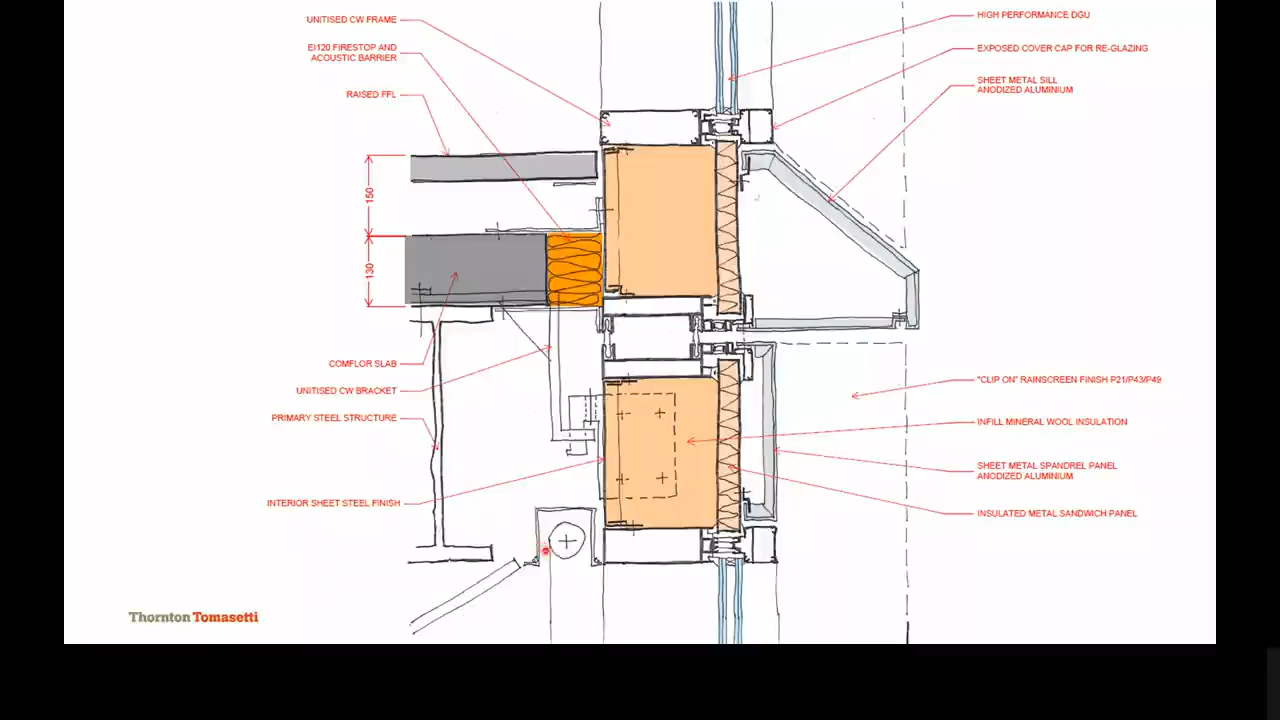 UNITISED CW FRAME
EI120 FIRESTOP AND
ACOUSTIC BARRIER
RAISED FFL
150
130
COMFLOR SLAB
UNITISED CW BRACKET
PRIMARY STEEL STRUCTURE
INTERIOR SHEET STEEL FINISH
HIGH PERFORMANCE DGU
EXPOSED COVER CAP FOR RE-GLAZING
SHEET METAL SILL
ANODIZED ALUMINIUM
"CLIP ON" RAINSCREEN FINISH P21/P43/P49
INFILL MINERAL WOOL INSULATION
SHEET METAL SPANDREL PANEL
ANODIZED ALUMINIUM
INSULATED METAL SANDWICH PANEL
Thornton Tomasetti